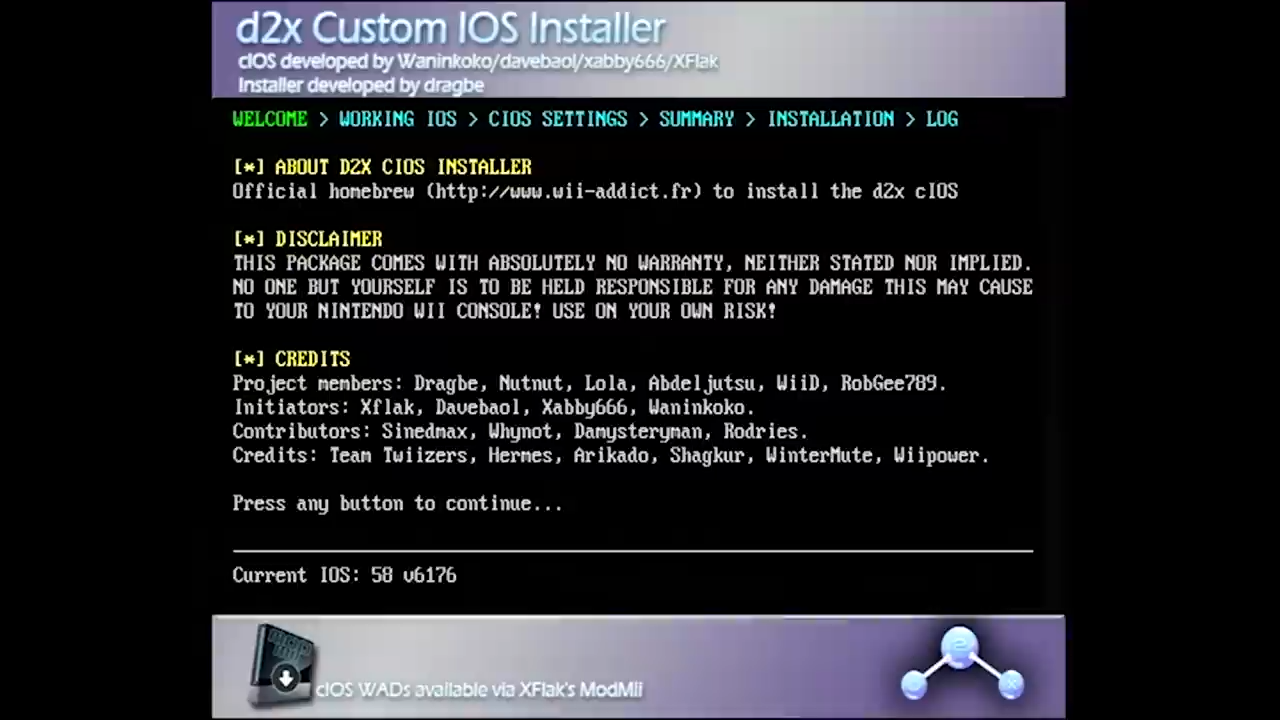 d2x Custom IOS Installer
cIOS developed by Waninkoko/davebaol/xabby666/XFlak
Installer developed by dragbe
WELCOME > WORKING IOS > CIOS SETTINGS > SUMMARY > INSTALLATION > LOG
[*] ABOUT D2X CIOS INSTALLER
Official homebrew (http://www.wii-addict.fr) to install the d2x cIOS
[*] DISCLAIMER
THIS PACKAGE COMES WITH ABSOLUTELY NO WARRANTY, NEITHER STATED NOR IMPLIED.
NO ONE BUT YOURSELF IS TO BE HELD RESPONSIBLE FOR ANY DAMAGE THIS MAY CAUSE
TO YOUR NINTENDO WII CONSOLE! USE ON YOUR OWN RISK!
[*] CREDITS
Project members: Dragbe, Nutnut, Lola, Abdeljutsu, WiiD, RobGee789.
Initiators: Xflak, Davebaol, Xabby666, Waninkoko.
Contributors: Sinedmax, Whynot, Damysteryman, Rodries.
Credits: Team Twiizers, Hermes, Arikado, Shagkur, WinterMute, Wiipower.
Press any button to continue...
Current IOS: 58 v6176
cIOS WADs available via XFlak's ModMii